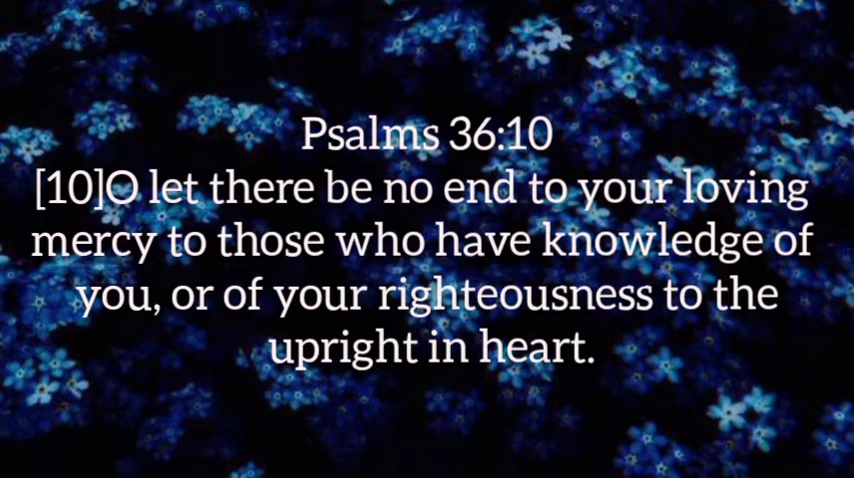 Psalms 36:10
[10]O let there be no end to your loving
mercy to those who have knowledge of
you, or of your righteousness to the
upright in heart.